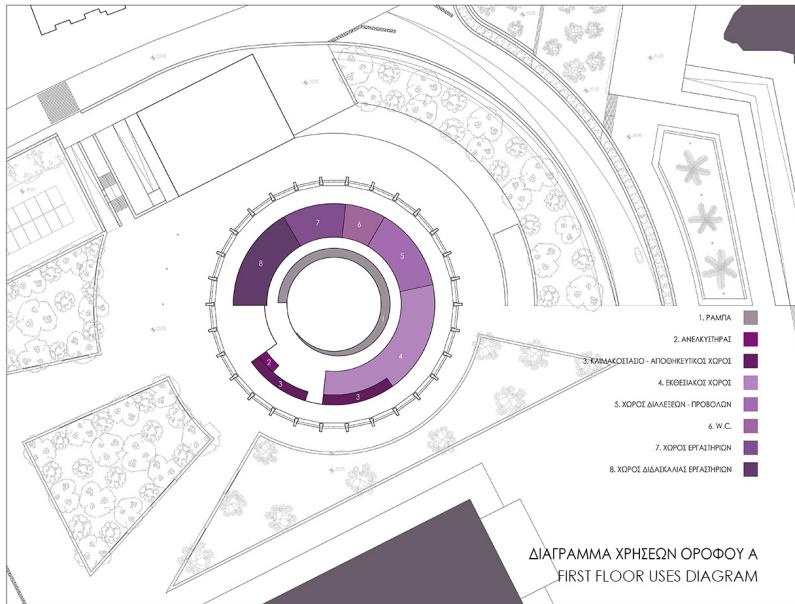 7
6
5
8
1
4
2
3
3
1. ΡΑΜΠΑ
2. ΑΝΕΛΚΥΣΤΗΡΑΣ
3. ΚΛΙΜΑΚΟΣΤΑΣΙΟ - ΑΠΟΘΗΚΕΥΤΙΚΟΣ ΧΩΡΟΣ
4. ΕΚΘΕΣΙΑΚΟΣ ΧΩΡΟΣ
5. ΧΩΡΟΣ ΔΙΑΛΕΞΕΩΝ - ΠΡΟΒΟΛΩΝ
6. W.C.
7. ΧΩΡΟΣ ΕΡΓΑΣΤΗΡΙΩΝ
8. ΧΩΡΟΣ ΔΙΔΑΣΚΑΛΙΑΣ ΕΡΓΑΣΤΗΡΙΩΝ
ΔΙΑΓΡΑΜΜΑ ΧΡΗΣΕΩΝ ΟΡΟΦΟΥ Α
FIRST FLOOR USES DIAGRAM